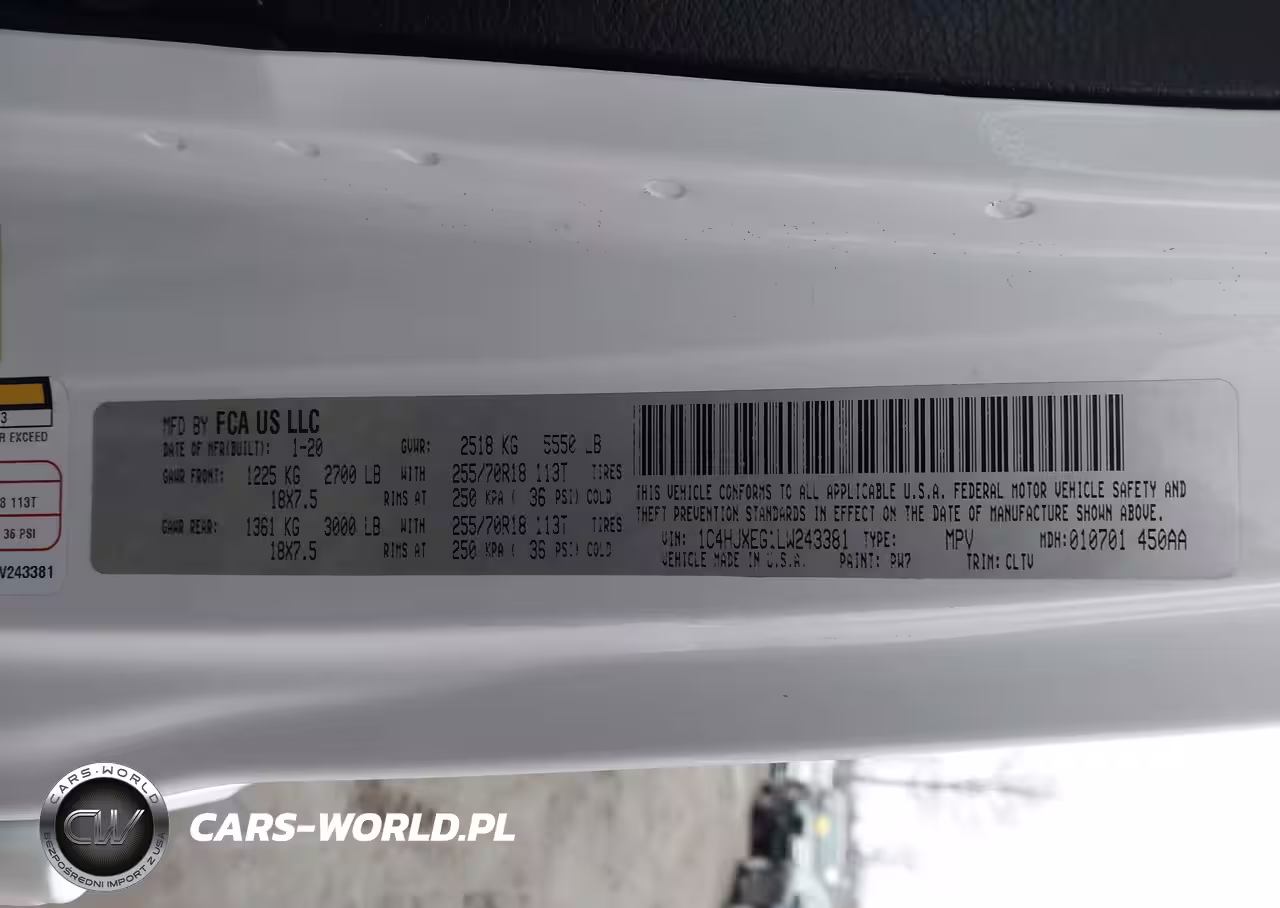 MFD BY FCA US LLC
DATE OF MFR(BUILT): 1-20 GVWR: 2518 KG 5550 LB
GAWR FRONT: 1225 KG 2700 LB WITH 255/70R18 113T TIRES
18X7.5 RIMS AT 250 KPA ( 36 PSI) COLD
GAWR REAR: 1361 KG 3000 LB WITH 255/70R18 113T TIRES
18X7.5 RIMS AT 250 KPA ( 36 PSI) COLD
THIS VEHICLE CONFORMS TO ALL APPLICABLE U.S.A. FEDERAL MOTOR VEHICLE SAFETY AND
THEFT PREVENTION STANDARDS IN EFFECT ON THE DATE OF MANUFACTURE SHOWN ABOVE.
VIN: 1C4HJXEG1LW243381 TYPE: MPV MDH:010701 450AA
VEHICLE MADE IN U.S.A. PAINT: PW7 TRIM: CLTV
3
R EXCEED
8 113T
36 PSI
V243381
CARS-WORLD
CW
BEZPOŚREDNI IMPORT Z USA
CARS-WORLD.PL